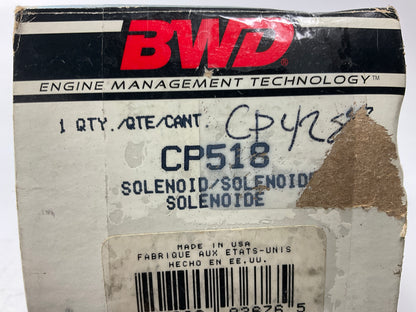 BWD®
ENGINE MANAGEMENT TECHNOLOGY™
1 QTY./QTE/CANT.
CP518
SOLENOID/SOLENOIDE
SOLENOIDE
MADE IN USA
FABRIQUE AUX ETATS-UNIS
HECHO EN EE.UU.